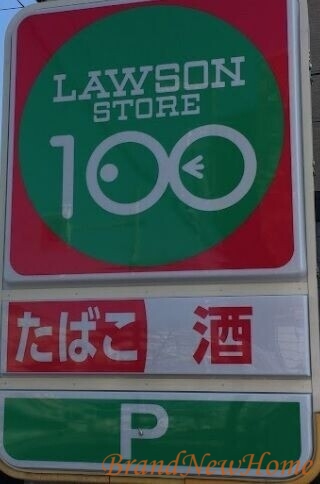 LAWSON
STORE
100
たばこ 酒
P
BrandNewHome